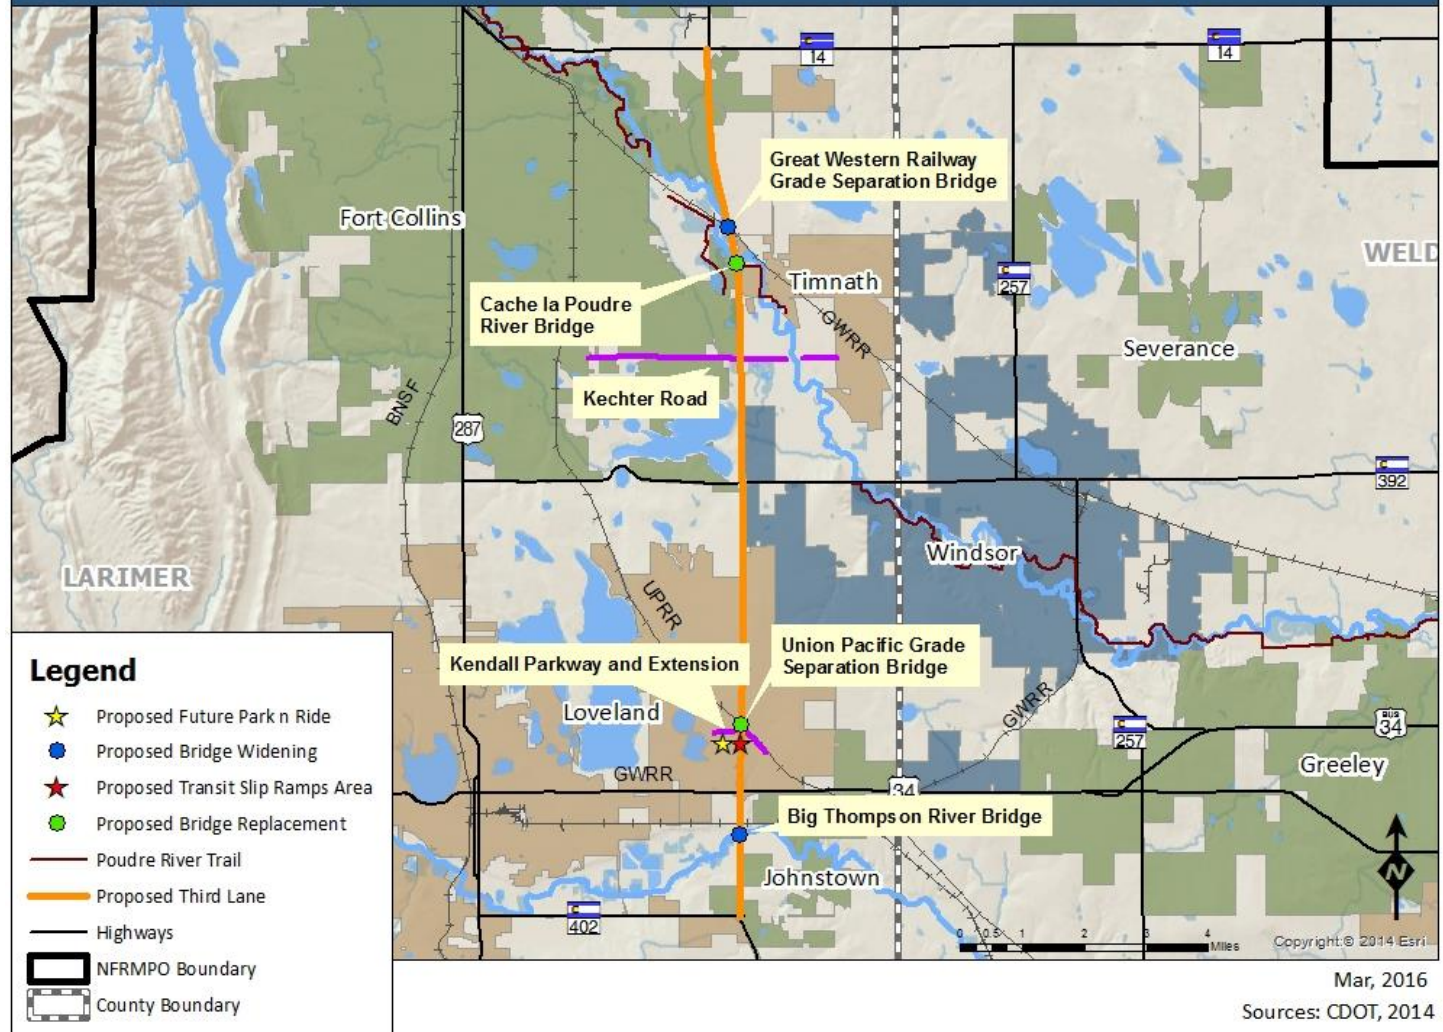 14
14
Great Western Railway
Grade Separation Bridge
Fort Collins
WELD
257
Timnath
Cache la Poudre
River Bridge
GWRR
Severance
Kechter Road
BNSF
287
392
Windsor
LARIMER
UPRR
Union Pacific Grade
Separation Bridge
Kendall Parkway and Extension
GWRR
Loveland
257
BUS
34
Greeley
GWRR
34
Big Thompson River Bridge
Johnstown
402
0 0.5 1 2 3 4
Miles
Copyright:© 2014 Esri
N
Legend
Proposed Future Park n Ride
Proposed Bridge Widening
Proposed Transit Slip Ramps Area
Proposed Bridge Replacement
Poudre River Trail
Proposed Third Lane
Highways
NFRMPO Boundary
County Boundary
Mar, 2016
Sources: CDOT, 2014